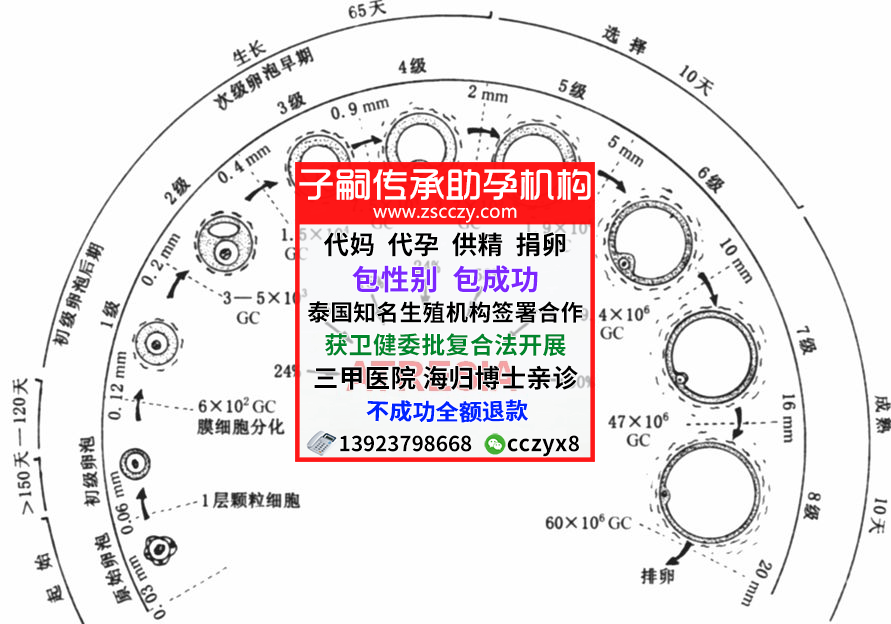 65天
生长
次级卵泡早期
选择
10天
3级
0.9 mm
4级
2 mm
5级
5 mm
2级
0.4 mm
6级
10 mm
初级卵泡后期
1级
0.2 mm
3—5×10³
GC
子嗣传承助孕机构
www.zscczy.com
代妈 代孕 供精 捐卵
包性别 包成功
泰国知名生殖机构签署合作
获卫健委批复合法开展
三甲医院 海归博士亲诊
不成功全额退款
13923798668 cczyx8
24%
ATRESIA
7级
16 mm
成熟
47×10⁶
GC
>150天—120天
初级卵泡
0.12 mm
6×10² GC
膜细胞分化
0.06 mm
1层颗粒细胞
8级
10天
60×10⁶ GC
排卵
20 mm
起始
原始卵泡
0.03 mm